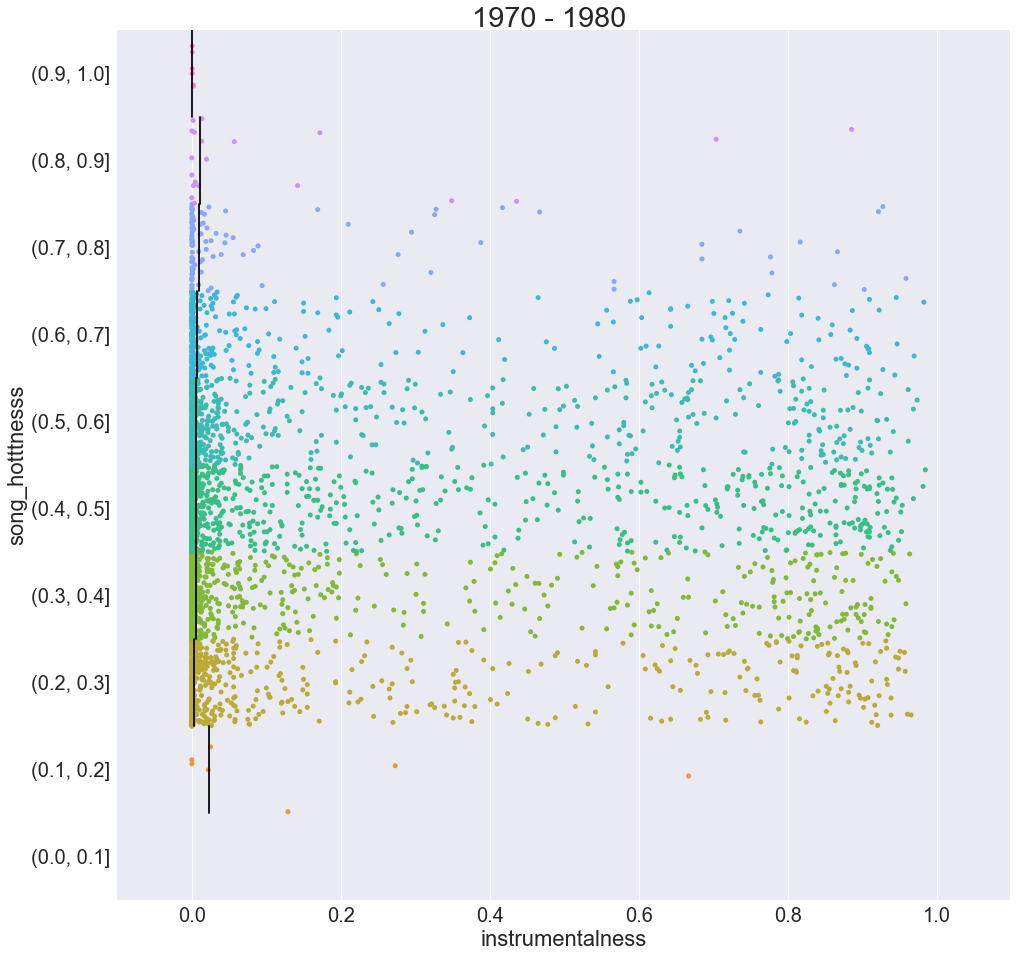 1970 - 1980
song_hotttnesss
(0.9, 1.0]
(0.8, 0.9]
(0.7, 0.8]
(0.6, 0.7]
(0.5, 0.6]
(0.4, 0.5]
(0.3, 0.4]
(0.2, 0.3]
(0.1, 0.2]
(0.0, 0.1]
0.0 0.2 0.4 0.6 0.8 1.0
instrumentalness